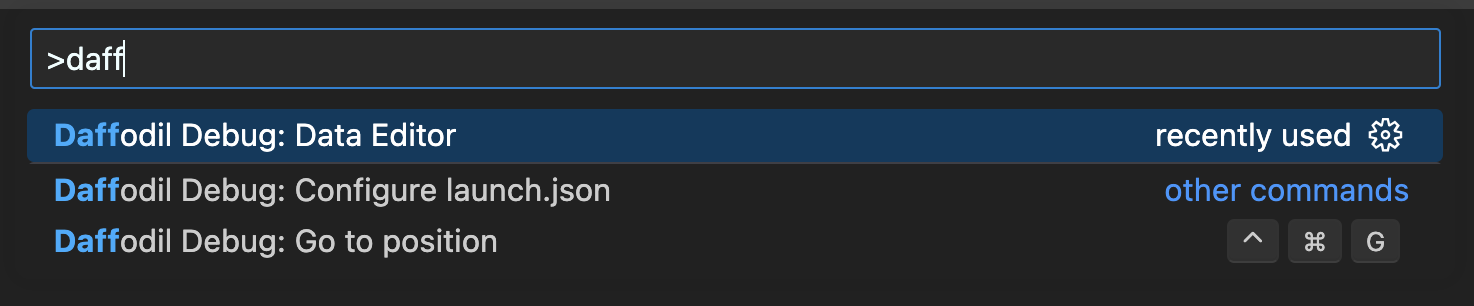 >daff
Daffodil Debug: Data Editor recently used
Daffodil Debug: Configure launch.json other commands
Daffodil Debug: Go to position ^ ⌘ G